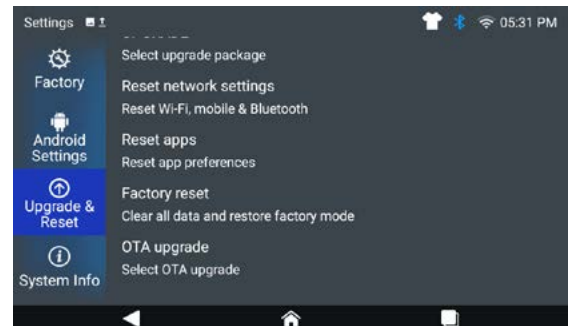 Settings
05:31 PM
Factory
Android
Settings
Upgrade &
Reset
System Info
Select upgrade package
Reset network settings
Reset Wi-Fi, mobile & Bluetooth
Reset apps
Reset app preferences
Factory reset
Clear all data and restore factory mode
OTA upgrade
Select OTA upgrade